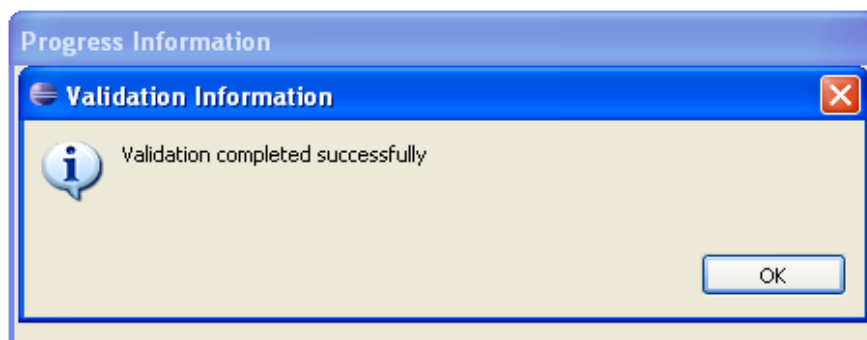 Progress Information
Validation Information
Validation completed successfully
OK